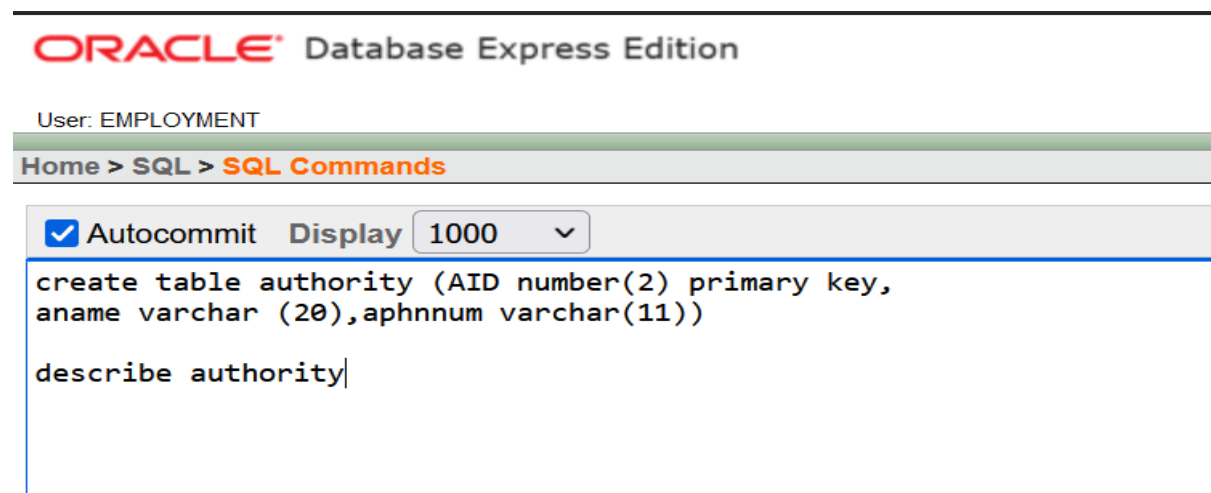 ORACLE Database Express Edition
User: EMPLOYMENT
Home > SQL > SQL Commands
Autocommit Display 1000
create table authority (AID number(2) primary key,
aname varchar (20),aphnnum varchar(11))
describe authority